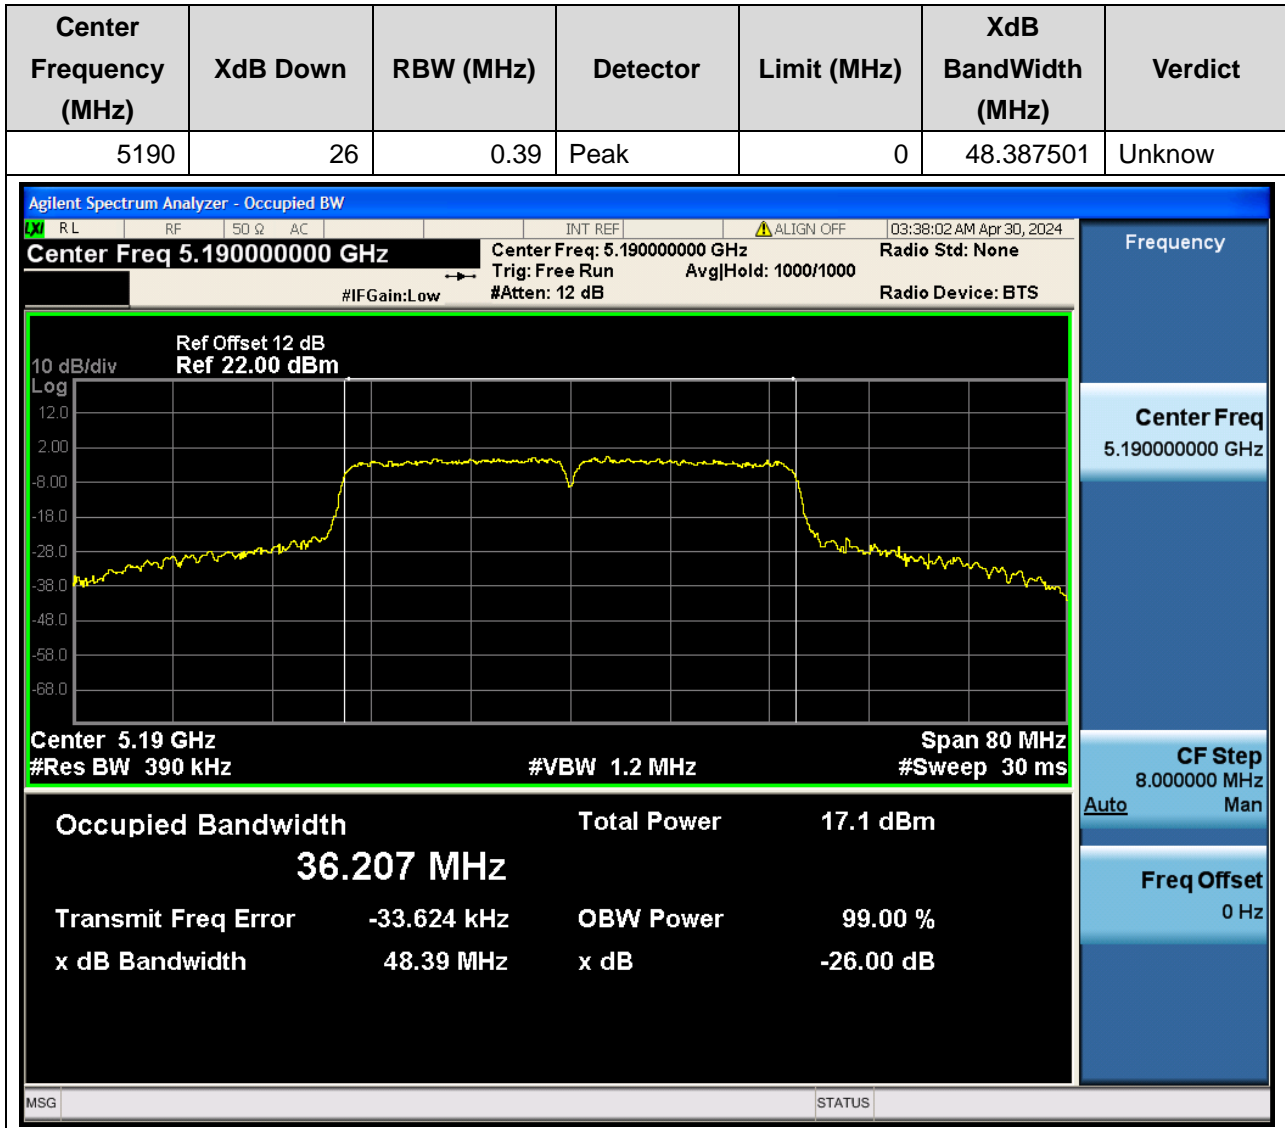 Center Frequency (MHz) XdB Down RBW (MHz) Detector Limit (MHz) XdB BandWidth (MHz) Verdict
5190 26 0.39 Peak 0 48.387501 Unknow
Agilent Spectrum Analyzer - Occupied BW
LXI RL RF 50 Ω AC INT REF ALIGN OFF 03:38:02 AM Apr 30, 2024
Center Freq 5.190000000 GHz
Center Freq: 5.190000000 GHz Radio Std: None
Trig: Free Run Avg|Hold: 1000/1000
#IFGain:Low #Atten: 12 dB Radio Device: BTS
Ref Offset 12 dB
10 dB/div Ref 22.00 dBm
Log
12.0
2.00
-8.00
-18.0
-28.0
-38.0
-48.0
-58.0
-68.0
Center 5.19 GHz Span 80 MHz
#Res BW 390 kHz #VBW 1.2 MHz #Sweep 30 ms
Occupied Bandwidth Total Power 17.1 dBm
36.207 MHz
Transmit Freq Error -33.624 kHz OBW Power 99.00 %
x dB Bandwidth 48.39 MHz x dB -26.00 dB
Frequency
Center Freq
5.190000000 GHz
CF Step
8.000000 MHz
Auto Man
Freq Offset
0 Hz
MSG STATUS